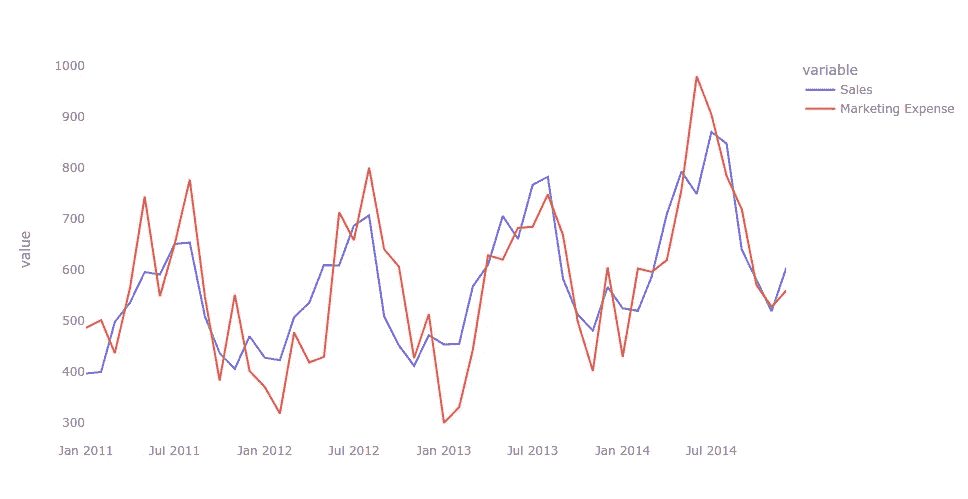 variable
Sales
Marketing Expense
1000
900
800
700
600
500
400
300
value
Jan 2011 Jul 2011 Jan 2012 Jul 2012 Jan 2013 Jul 2013 Jan 2014 Jul 2014